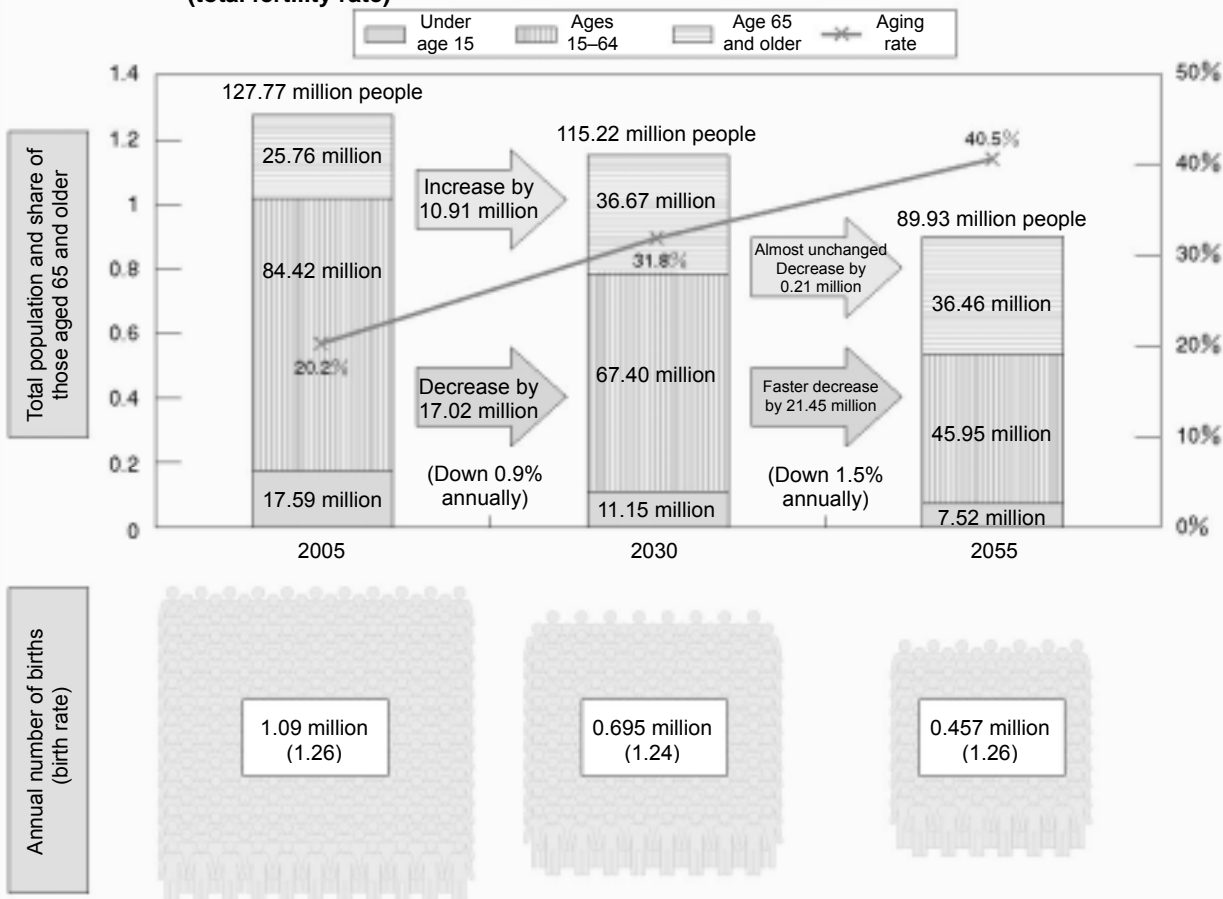 (total fertility rate)
Under
age 15
Ages
15–64
Age 65
and older
Aging
rate
Total population and share of
those aged 65 and older
1.4
1.2
1
0.8
0.6
0.4
0.2
0
50%
40%
30%
20%
10%
0%
127.77 million people
25.76 million
84.42 million
20.2%
17.59 million
Increase by
10.91 million
Decrease by
17.02 million
(Down 0.9%
annually)
115.22 million people
36.67 million
31.8%
67.40 million
11.15 million
Almost unchanged
Decrease by
0.21 million
Faster decrease
by 21.45 million
(Down 1.5%
annually)
40.5%
89.93 million people
36.46 million
45.95 million
7.52 million
2005
2030
2055
Annual number of births
(birth rate)
1.09 million
(1.26)
0.695 million
(1.24)
0.457 million
(1.26)